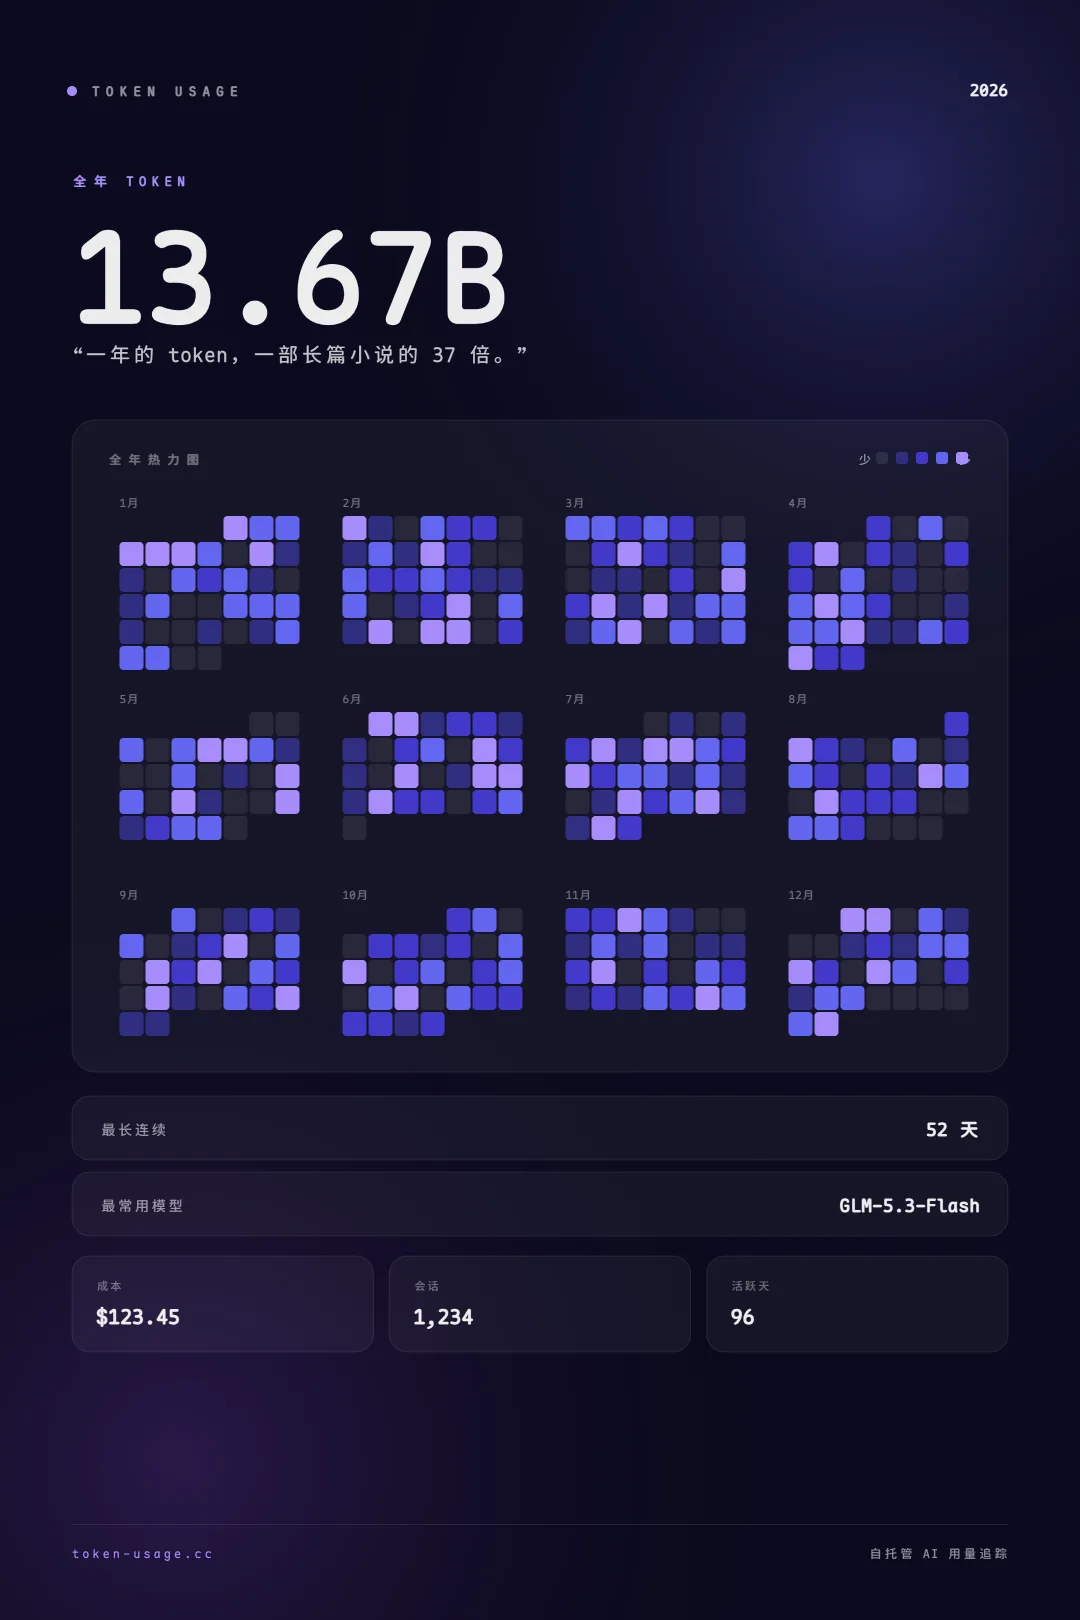 TOKEN USAGE
2026
全年 TOKEN
13.67B
“一年的 token，一部长篇小说的 37 倍。”
全年热力图
少
1月
2月
3月
4月
5月
6月
7月
8月
9月
10月
11月
12月
最长连续
52 天
最常用模型
GLM-5.3-Flash
成本
$123.45
会话
1,234
活跃天
96
token-usage.cc
自托管 AI 用量追踪